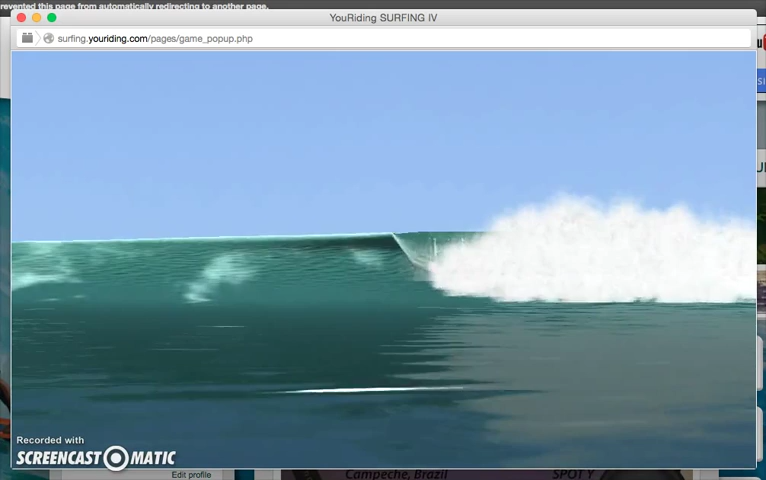 revented this page from automatically redirecting to another page.
YouRiding SURFING IV
surfing.youriding.com/pages/game_popup.php
Recorded with
SCREENCAST MATIC
Edit profile
Campeche, Brazil
SPOT Y